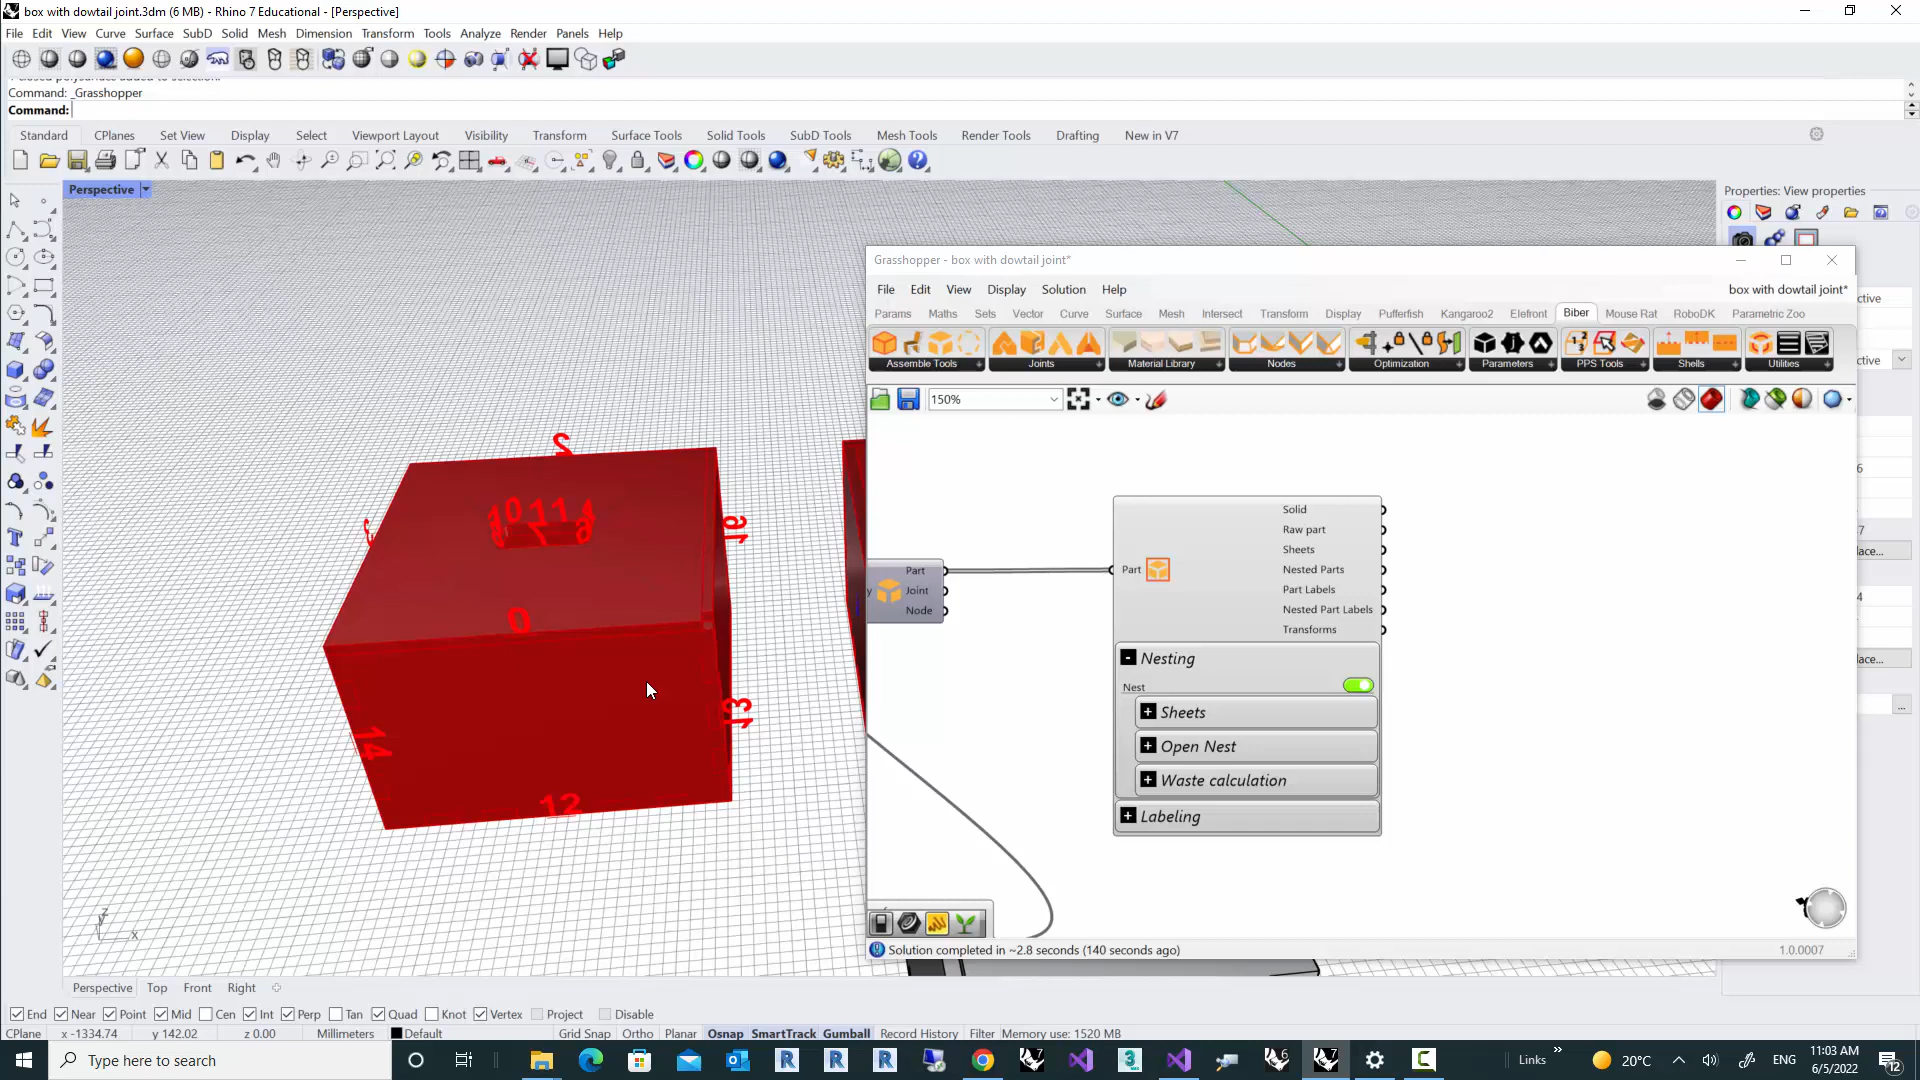 box with dowtail joint.3dm (6 MB) - Rhino 7 Educational - [Perspective]
File Edit View Curve Surface SubD Solid Mesh Dimension Transform Tools Analyze Render Panels Help
Command: _Grasshopper
Command:
Standard CPlanes Set View Display Select Viewport Layout Visibility Transform Surface Tools Solid Tools SubD Tools Mesh Tools Render Tools Drafting New in V7
Perspective
Properties: View properties
Grasshopper - box with dowtail joint*
File Edit View Display Solution Help
box with dowtail joint*
Params Maths Sets Vector Curve Surface Mesh Intersect Transform Display Pufferfish Kangaroo2 Elefront Biber Mouse Rat RoboDK Parametric Zoo
Assemble Tools Joints Material Library Nodes Optimization Parameters PPS Tools Shells Utilities
150%
Part
Joint
Node
Part
Solid
Raw part
Sheets
Nested Parts
Part Labels
Nested Part Labels
Transforms
Nesting
Nest
Sheets
Open Nest
Waste calculation
Labeling
2
10 11 4
7 6
16
0
13
14
12
Solution completed in ~2.8 seconds (140 seconds ago)
1.0.0007
z
y
x
Perspective Top Front Right
End Near Point Mid Cen Int Perp Tan Quad Knot Vertex Project Disable
CPlane x -1334.74 y 142.02 z 0.00 Millimeters Default Grid Snap Ortho Planar Osnap SmartTrack Gumball Record History Filter Memory use: 1520 MB
Type here to search
Links
20°C
ENG
11:03 AM
6/5/2022
12